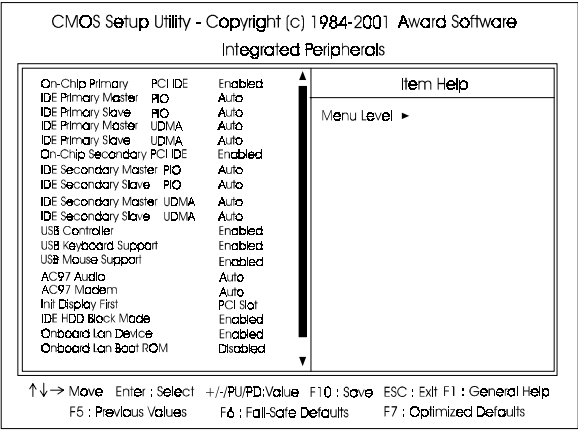 CMOS Setup Utility - Copyright (c) 1984-2001 Award Software
Integrated Peripherals
On-Chip Primary PCI IDE Enabled
IDE Primary Master PIO Auto
IDE Primary Slave PIO Auto
IDE Primary Master UDMA Auto
IDE Primary Slave UDMA Auto
On-Chip Secondary PCI IDE Enabled
IDE Secondary Master PIO Auto
IDE Secondary Slave PIO Auto
IDE Secondary Master UDMA Auto
IDE Secondary Slave UDMA Auto
USB Controller Enabled
USB Keyboard Support Enabled
USB Mouse Support Enabled
AC97 Audio Auto
AC97 Modem Auto
Init Display First PCI Slot
IDE HDD Block Mode Enabled
Onboard Lan Device Enabled
Onboard Lan Boot ROM Disabled
Item Help
Menu Level ►
↑↓→ Move Enter : Select +/-/PU/PD:Value F10 : Save ESC : Exit F1 : General Help
F5 : Previous Values F6 : Fail-Safe Defaults F7 : Optimized Defaults